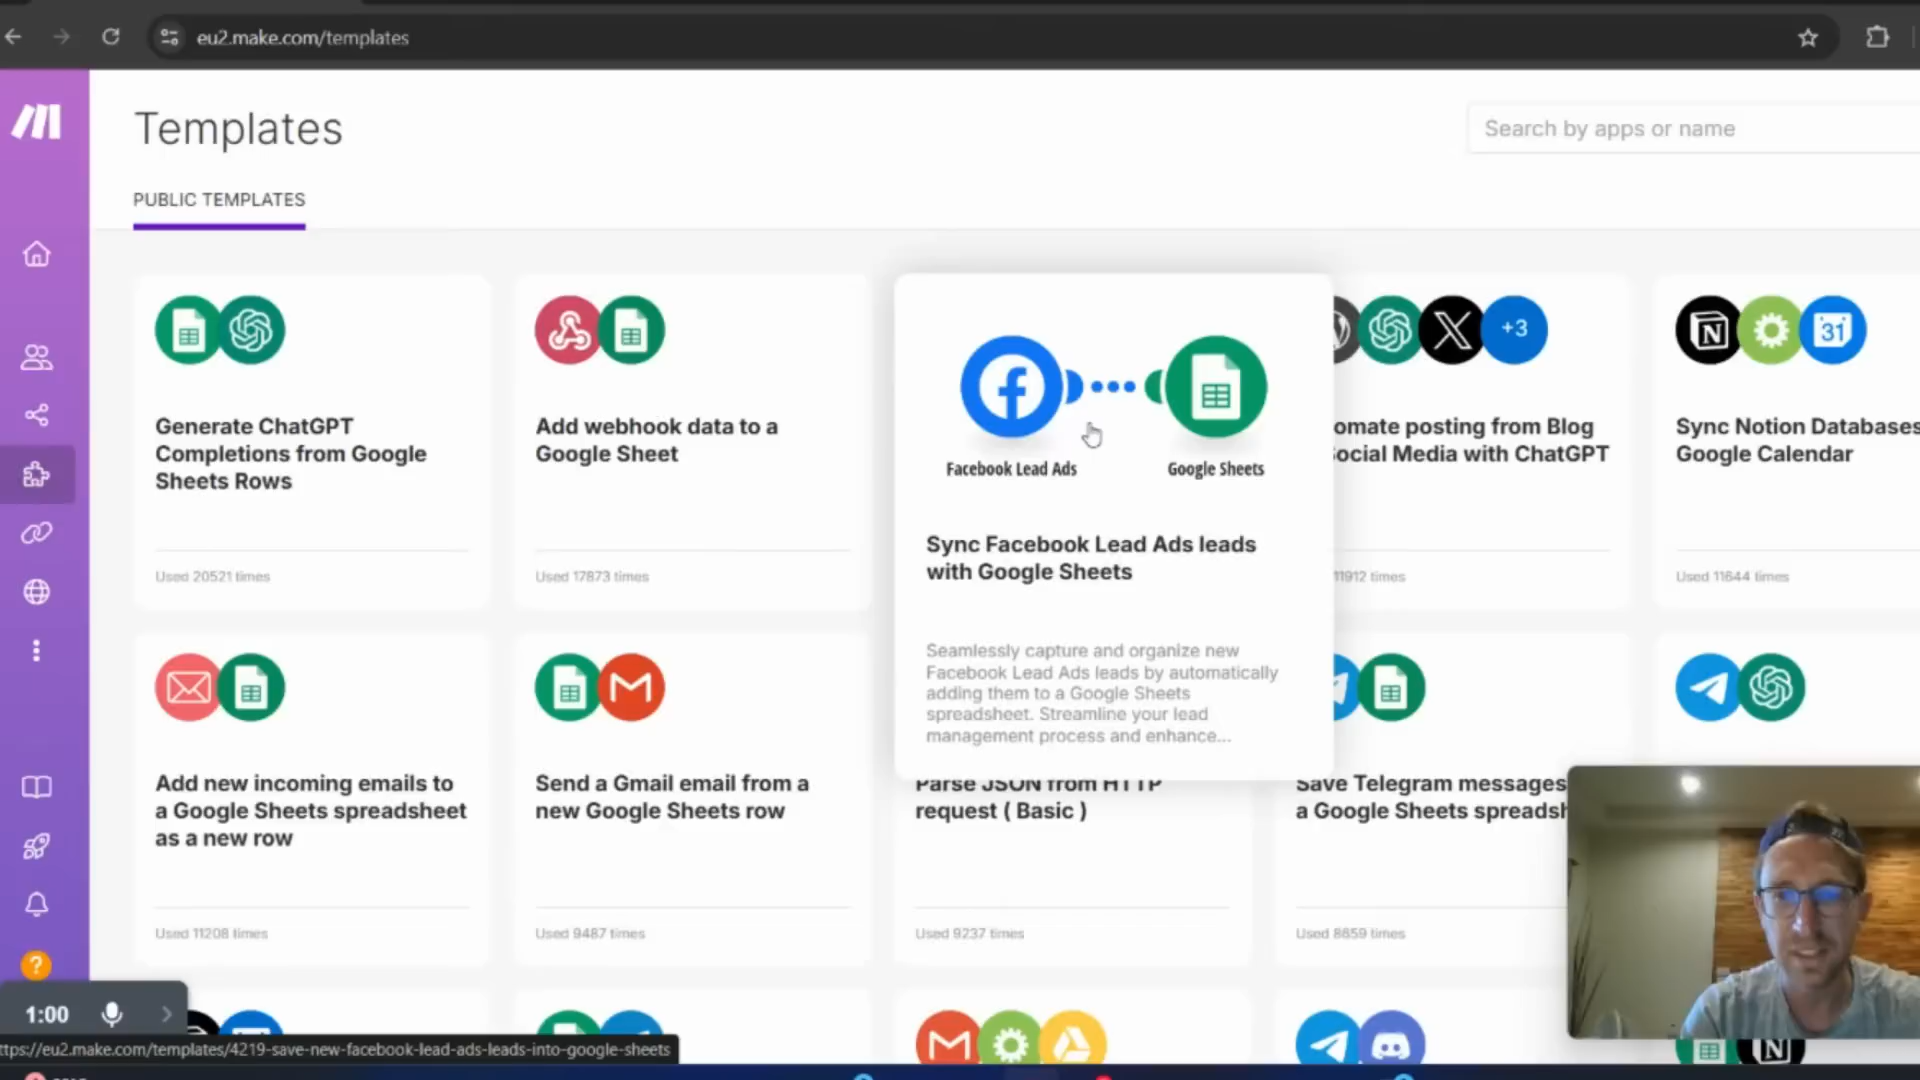 eu2.make.com/templates
Templates
Search by apps or name
PUBLIC TEMPLATES
Generate ChatGPT
Completions from Google
Sheets Rows
Used 20521 times
Add webhook data to a
Google Sheet
Used 17873 times
Facebook Lead Ads
Google Sheets
Sync Facebook Lead Ads leads
with Google Sheets
Seamlessly capture and organize new
Facebook Lead Ads leads by automatically
adding them to a Google Sheets
spreadsheet. Streamline your lead
management process and enhance...
+3
omate posting from Blog
ocial Media with ChatGPT
11912 times
31
Sync Notion Databases
Google Calendar
Used 11644 times
Add new incoming emails to
a Google Sheets spreadsheet
as a new row
Used 11208 times
Send a Gmail email from a
new Google Sheets row
Used 9487 times
Parse JSON from HTTP
request ( Basic )
Used 9237 times
Save Telegram messages
a Google Sheets spreadsh
Used 8659 times
?
1:00
ttps://eu2.make.com/templates/4219-save-new-facebook-lead-ads-leads-into-google-sheets